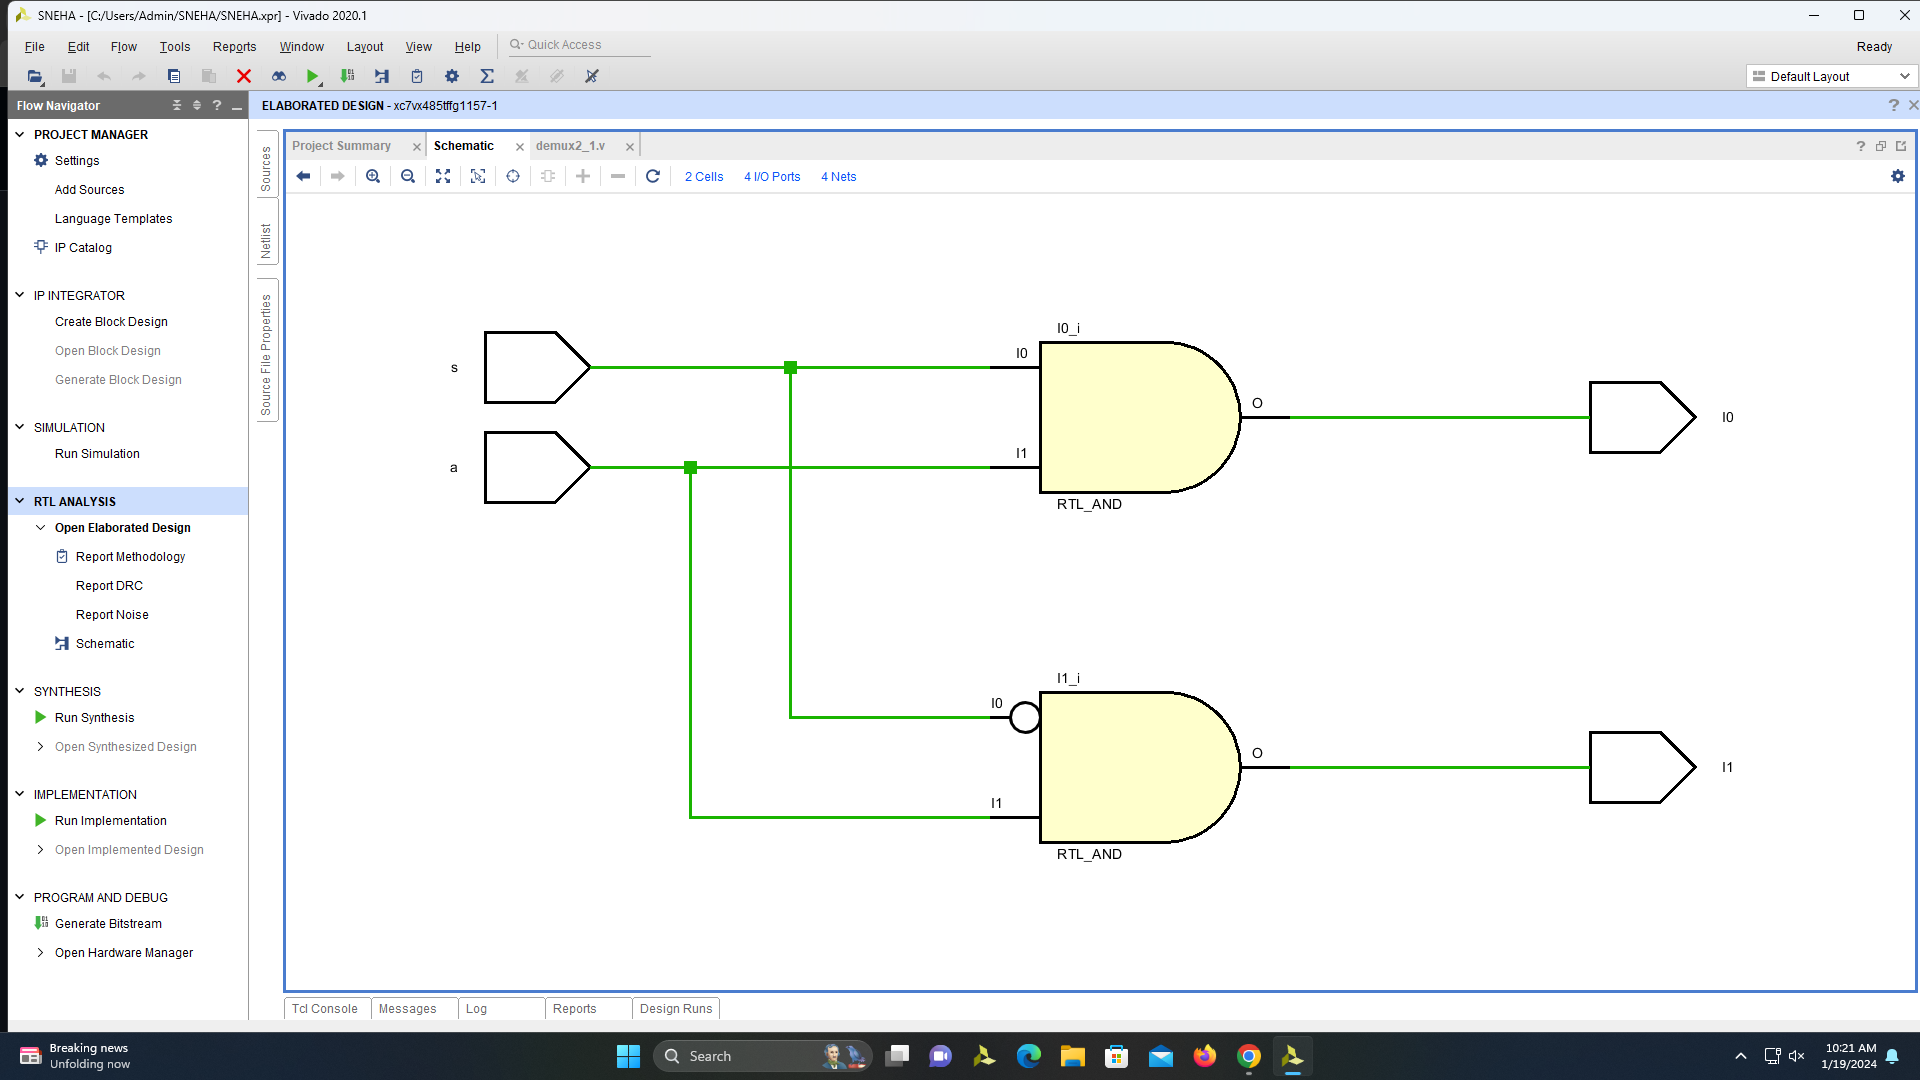 SNEHA - [C:/Users/Admin/SNEHA/SNEHA.xpr] - Vivado 2020.1
File Edit Flow Tools Reports Window Layout View Help Quick Access Ready
Default Layout
Flow Navigator
ELABORATED DESIGN - xc7vx485tffg1157-1
PROJECT MANAGER
Settings
Add Sources
Language Templates
IP Catalog
IP INTEGRATOR
Create Block Design
Open Block Design
Generate Block Design
SIMULATION
Run Simulation
RTL ANALYSIS
Open Elaborated Design
Report Methodology
Report DRC
Report Noise
Schematic
SYNTHESIS
Run Synthesis
Open Synthesized Design
IMPLEMENTATION
Run Implementation
Open Implemented Design
PROGRAM AND DEBUG
Generate Bitstream
Open Hardware Manager
Sources
Netlist
Source File Properties
Project Summary Schematic demux2_1.v
2 Cells 4 I/O Ports 4 Nets
I0_i
s
I0
O
I0
a
I1
RTL_AND
I1_i
I0
O
I1
I1
RTL_AND
Tcl Console Messages Log Reports Design Runs
Breaking news
Unfolding now
Search
10:21 AM
1/19/2024